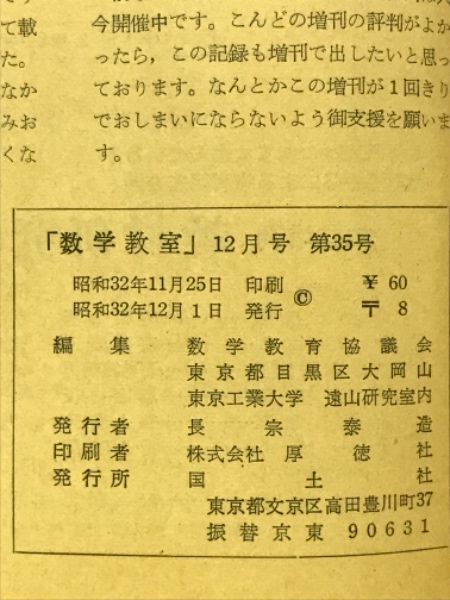 て載
た。
なか
みお
くな
今開催中です。こんどの増刊の評判がよか
ったら，この記録も増刊で出したいと思っ
ております。なんとかこの増刊が1回きり
でおしまいにならないよう御支援を願いま
す。
「数学教室」12月号 第35号
昭和32年11月25日 印刷 © ￥ 60
昭和32年12月1日 発行 〒 8
編集 数学教育協議会
東京都目黒区大岡山
東京工業大学 遠山研究室内
発行者 長宗泰造
印刷者 株式会社 厚徳社
発行所 国土社
東京都文京区高田豊川町37
振替京東 90631